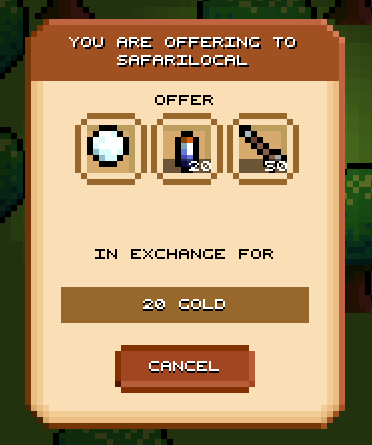 YOU ARE OFFERING TO
SAFARILOCAL
OFFER
20 50
IN EXCHANGE FOR
20 GOLD
CANCEL